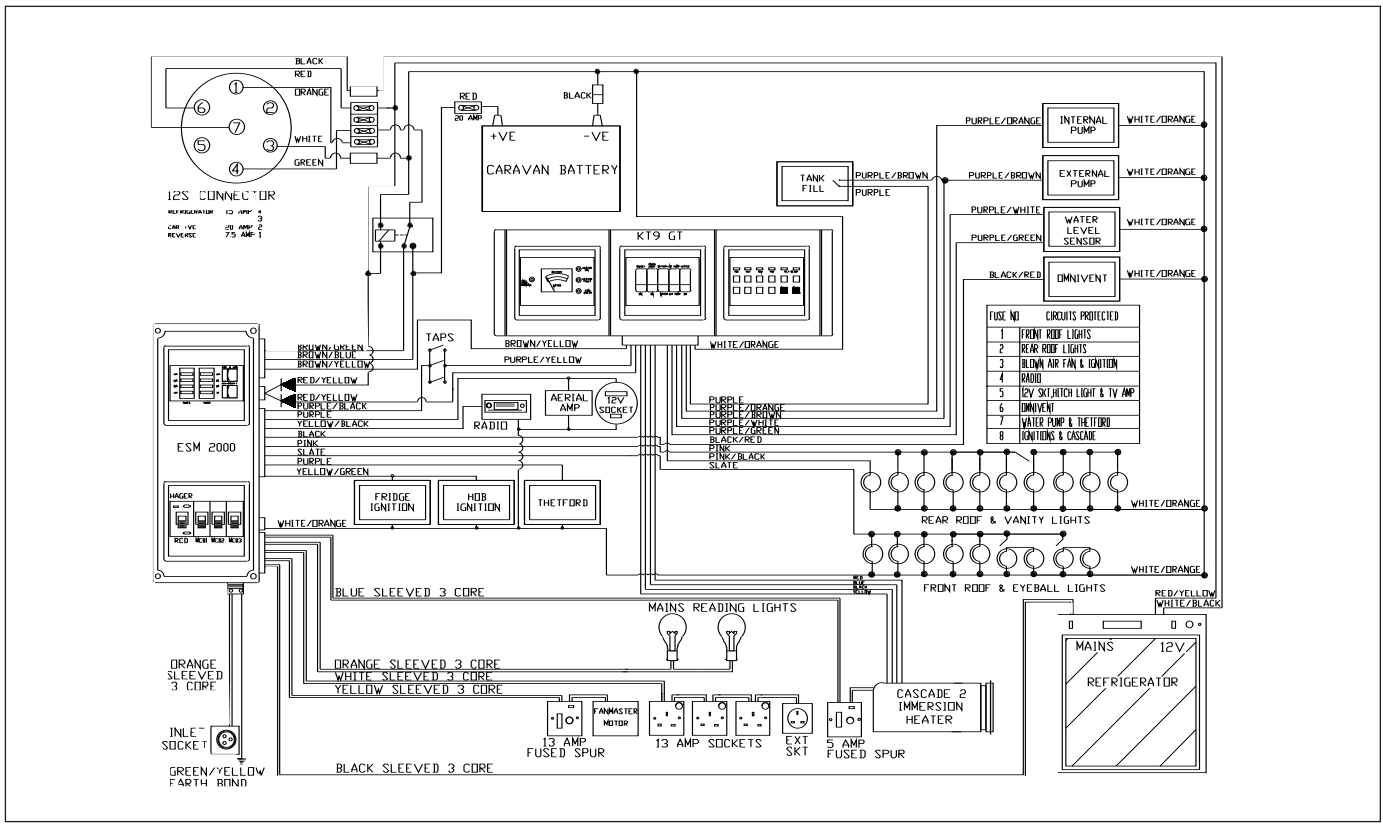 BLACK
RED
ORANGE
WHITE
GREEN
1
6
2
7
5
3
4
12S CONNECTOR
REFRIGERATOR 15 AMP 4
3
CAR +VE 20 AMP 2
REVERSE 7.5 AMP 1
RED
20 AMP
BLACK
+VE -VE
CARAVAN BATTERY
TANK
FILL
PURPLE/BROWN
PURPLE
PURPLE/ORANGE
INTERNAL
PUMP
WHITE/ORANGE
PURPLE/BROWN
EXTERNAL
PUMP
WHITE/ORANGE
PURPLE/WHITE
PURPLE/GREEN
WATER
LEVEL
SENSOR
WHITE/ORANGE
BLACK/RED
OMNIVENT
WHITE/ORANGE
KT9 GT
FUSE NO CIRCUITS PROTECTED
1 FRONT ROOF LIGHTS
2 REAR ROOF LIGHTS
3 BLOWN AIR FAN & IGNITION
4 RADIO
5 12V SKT,HITCH LIGHT & TV AMP
6 OMNIVENT
7 WATER PUMP & THETFORD
8 IGNITIONS & CASCADE
TAPS
BROWN/YELLOW
PURPLE/YELLOW
WHITE/ORANGE
BROWN/GREEN
BROWN/BLUE
BROWN/YELLOW
RED/YELLOW
RED/YELLOW
PURPLE/BLACK
PURPLE
YELLOW/BLACK
BLACK
PINK
SLATE
PURPLE
YELLOW/GREEN
WHITE/ORANGE
ESM 2000
HAGER
RCD MCB1 MCB2 MCB3
RADIO
AERIAL
AMP
12V
SOCKET
PURPLE
PURPLE/ORANGE
PURPLE/BROWN
PURPLE/WHITE
PURPLE/GREEN
BLACK/RED
PINK
PINK/BLACK
SLATE
FRIDGE
IGNITION
HOB
IGNITION
THETFORD
WHITE/ORANGE
REAR ROOF & VANITY LIGHTS
WHITE/ORANGE
FRONT ROOF & EYEBALL LIGHTS
RED
BLUE
BLACK
YELLOW
RED/YELLOW
WHITE/BLACK
BLUE SLEEVED 3 CORE
MAINS READING LIGHTS
ORANGE SLEEVED 3 CORE
WHITE SLEEVED 3 CORE
YELLOW SLEEVED 3 CORE
ORANGE
SLEEVED
3 CORE
INLET
SOCKET
GREEN/YELLOW
EARTH BOND
BLACK SLEEVED 3 CORE
13 AMP
FUSED SPUR
FANMASTER
MOTOR
13 AMP SOCKETS
EXT
SKT
5 AMP
FUSED SPUR
CASCADE 2
IMMERSION
HEATER
MAINS 12V
REFRIGERATOR